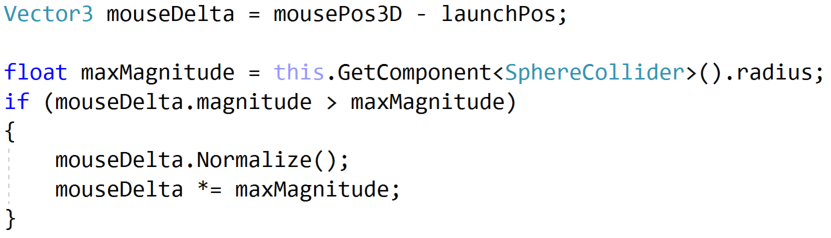 Vector3 mouseDelta = mousePos3D - launchPos;
float maxMagnitude = this.GetComponent<SphereCollider>().radius;
if (mouseDelta.magnitude > maxMagnitude)
{
    mouseDelta.Normalize();
    mouseDelta *= maxMagnitude;
}